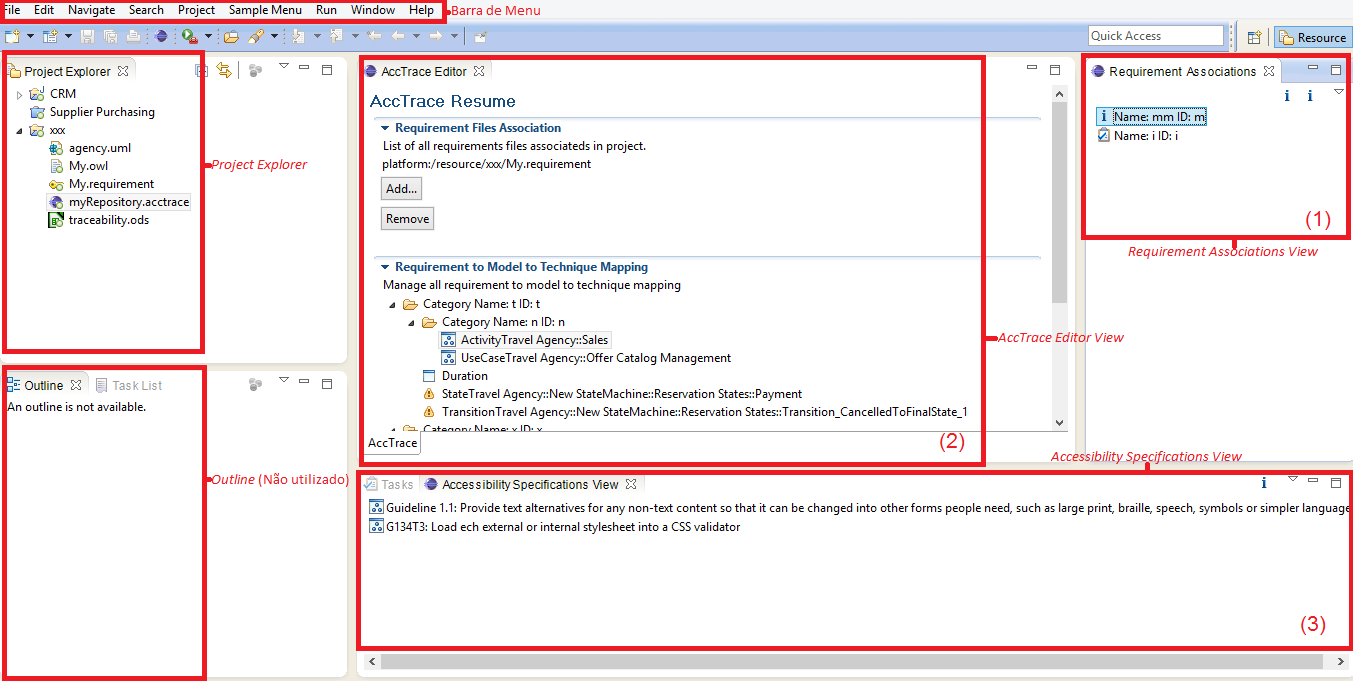 File Edit Navigate Search Project Sample Menu Run Window Help
Barra de Menu
Quick Access
Resource
Project Explorer
CRM
Supplier Purchasing
xxx
agency.uml
My.owl
My.requirement
myRepository.acctrace
traceability.ods
Project Explorer
AccTrace Editor
AccTrace Resume
Requirement Files Association
List of all requirements files associateds in project.
platform:/resource/xxx/My.requirement
Add...
Remove
Requirement to Model to Technique Mapping
Manage all requirement to model to technique mapping
Category Name: t ID: t
Category Name: n ID: n
ActivityTravel Agency::Sales
UseCaseTravel Agency::Offer Catalog Management
Duration
StateTravel Agency::New StateMachine::Reservation States::Payment
TransitionTravel Agency::New StateMachine::Reservation States::Transition_CancelledToFinalState_1
Category Name: x ID: x
AccTrace
(2)
AccTrace Editor View
Requirement Associations
Name: mm ID: m
Name: i ID: i
(1)
Requirement Associations View
Outline Task List
An outline is not available.
Outline (Não utilizado)
Accessibility Specifications View
Tasks Accessibility Specifications View
Guideline 1.1: Provide text alternatives for any non-text content so that it can be changed into other forms people need, such as large print, braille, speech, symbols or simpler language
G134T3: Load ech external or internal stylesheet into a CSS validator
(3)